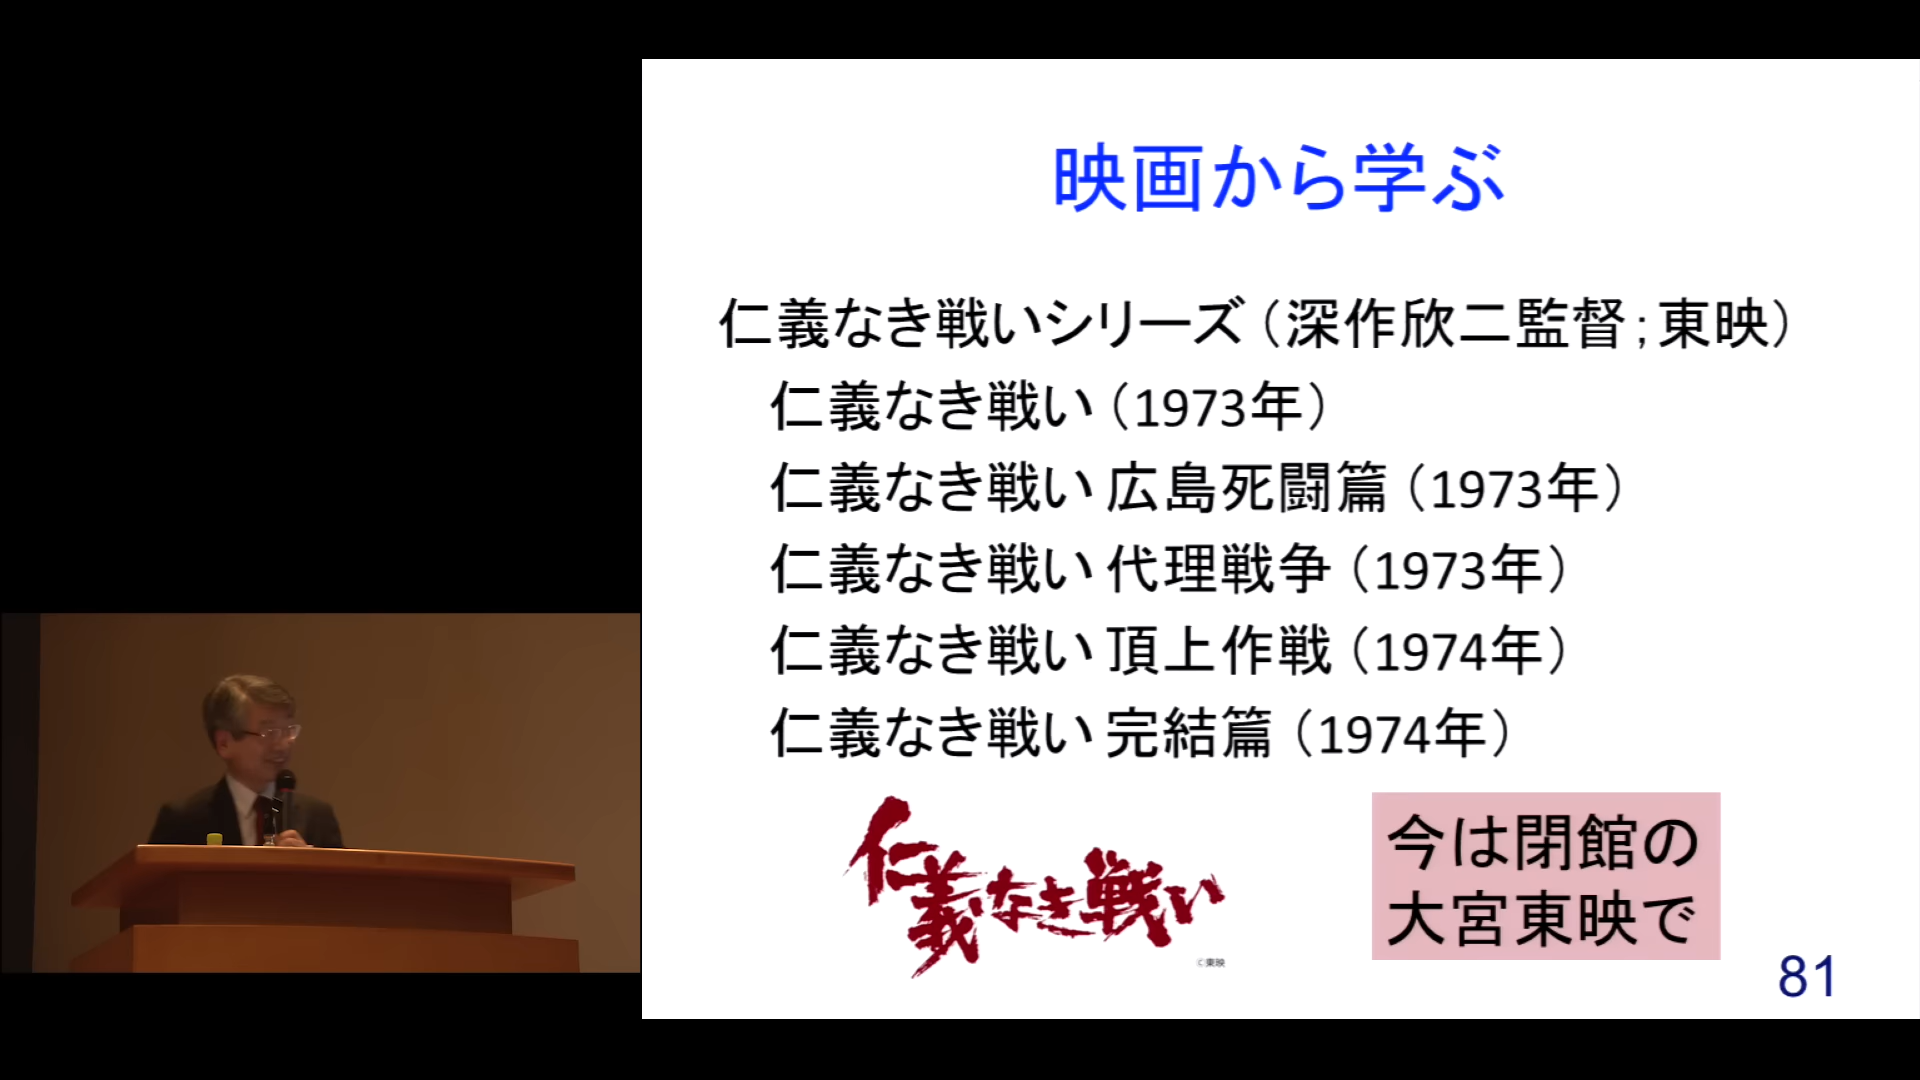 映画から学ぶ
仁義なき戦いシリーズ（深作欣二監督；東映）
仁義なき戦い（1973年）
仁義なき戦い 広島死闘篇（1973年）
仁義なき戦い 代理戦争（1973年）
仁義なき戦い 頂上作戦（1974年）
仁義なき戦い 完結篇（1974年）
仁義なき戦い
©東映
今は閉館の
大宮東映で
81